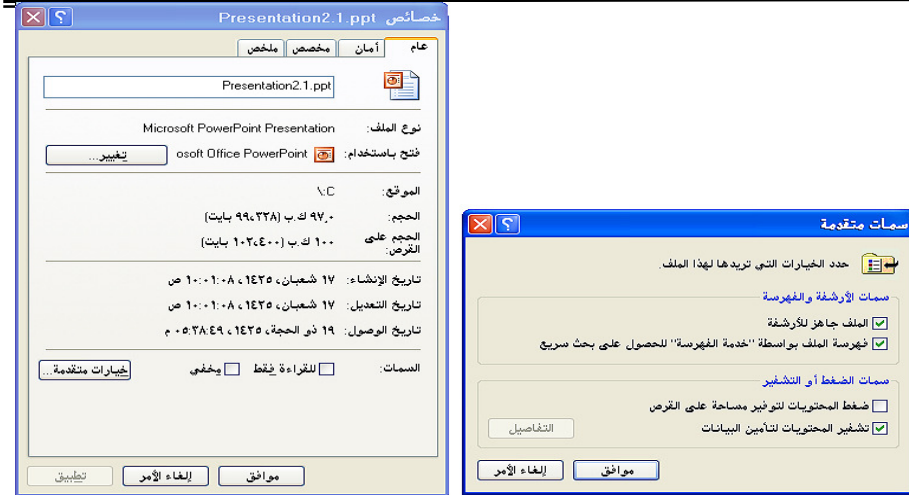 خصائص Presentation2.1.ppt
عام
أمان
مخصص
ملخص
Presentation2.1.ppt
نوع الملف: Microsoft PowerPoint Presentation
فتح باستخدام: osoft Office PowerPoint
تغيير...
الموقع: C:\
الحجم: ٩٧,٠ ك.ب (٩٩,٣٢٨ بايت)
الحجم على القرص: ١٠٠ ك.ب (١٠٢,٤٠٠ بايت)
تاريخ الإنشاء: ١٧ شعبان، ١٤٢٥، ١٠:٠١:٠٨ ص
تاريخ التعديل: ١٧ شعبان، ١٤٢٥، ١٠:٠١:٠٨ ص
تاريخ الوصول: ١٩ ذو الحجة، ١٤٢٥، ٠٥:٣٨:٤٩ م
السمات: للقراءة فقط مخفي
خيارات متقدمة...
موافق
إلغاء الأمر
تطبيق
سمات متقدمة
حدد الخيارات التي تريدها لهذا الملف.
سمات الأرشفة والفهرسة
الملف جاهز للأرشفة
فهرسة الملف بواسطة "خدمة الفهرسة" للحصول على بحث سريع
سمات الضغط أو التشفير
ضغط المحتويات لتوفير مساحة على القرص
تشفير المحتويات لتأمين البيانات
التفاصيل
موافق
إلغاء الأمر